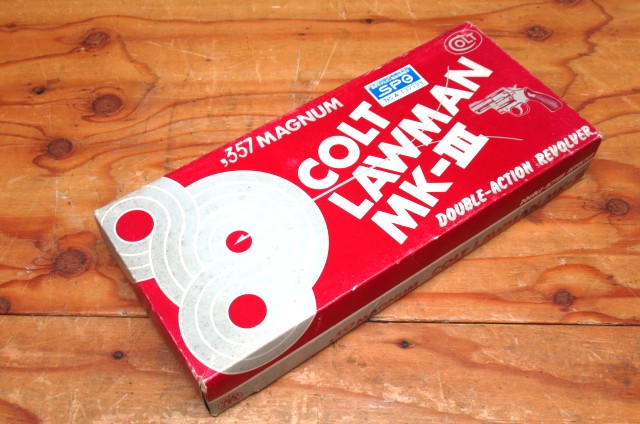 COLT
SPG
.357 MAGNUM
COLT
LAWMAN
MK-III
DOUBLE-ACTION REVOLVER